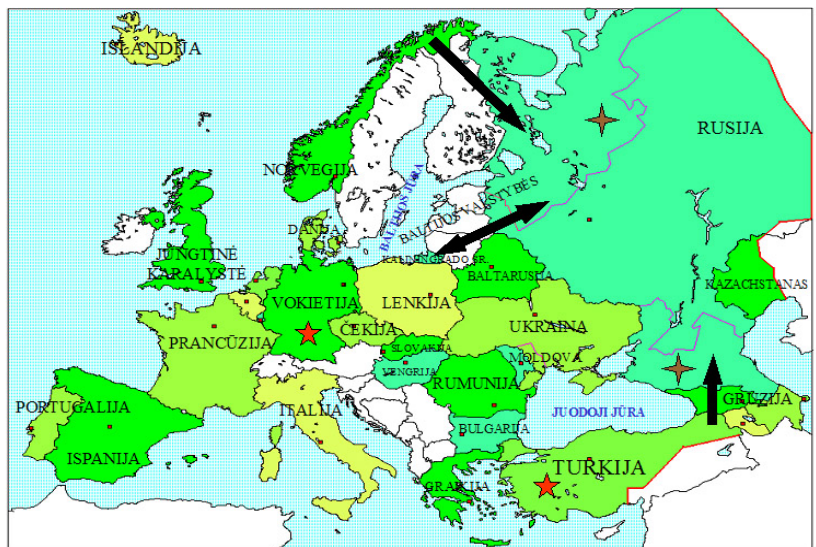 ISLANDIJA
RUSIJA
NORVEGIJA
BALTIJOS JŪRA
BALTIJOS VALSTYBĖS
DANIJA
JUNGTINĖ
KARALYSTĖ
KALININGRADO SR.
BALTARUSIJA
KAZACHSTANAS
VOKIETIJA
LENKIJA
PRANCŪZIJA
ČEKIJA
UKRAINA
SLOVAKIJA
MOLDOVA
VENGRIJA
RUMUNIJA
GRUZIJA
PORTUGALIJA
ITALIJA
JUODOJI JŪRA
BULGARIJA
ISPANIJA
TURKIJA
GRAIKIJA